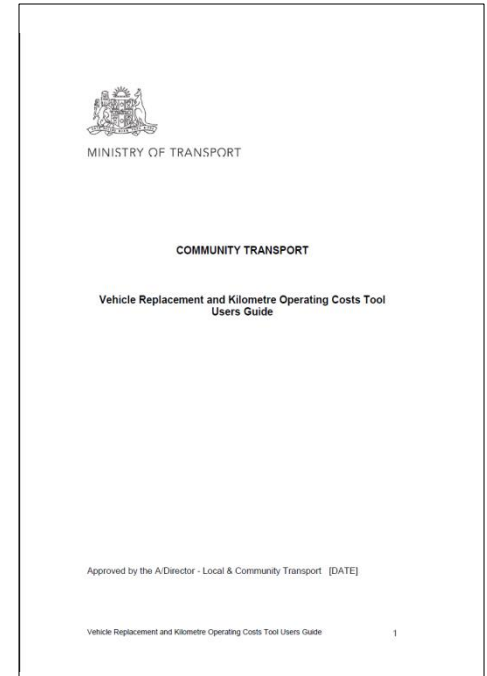 MINISTRY OF TRANSPORT
COMMUNITY TRANSPORT
Vehicle Replacement and Kilometre Operating Costs Tool
Users Guide
Approved by the A/Director - Local & Community Transport [DATE]
Vehicle Replacement and Kilometre Operating Costs Tool Users Guide 1